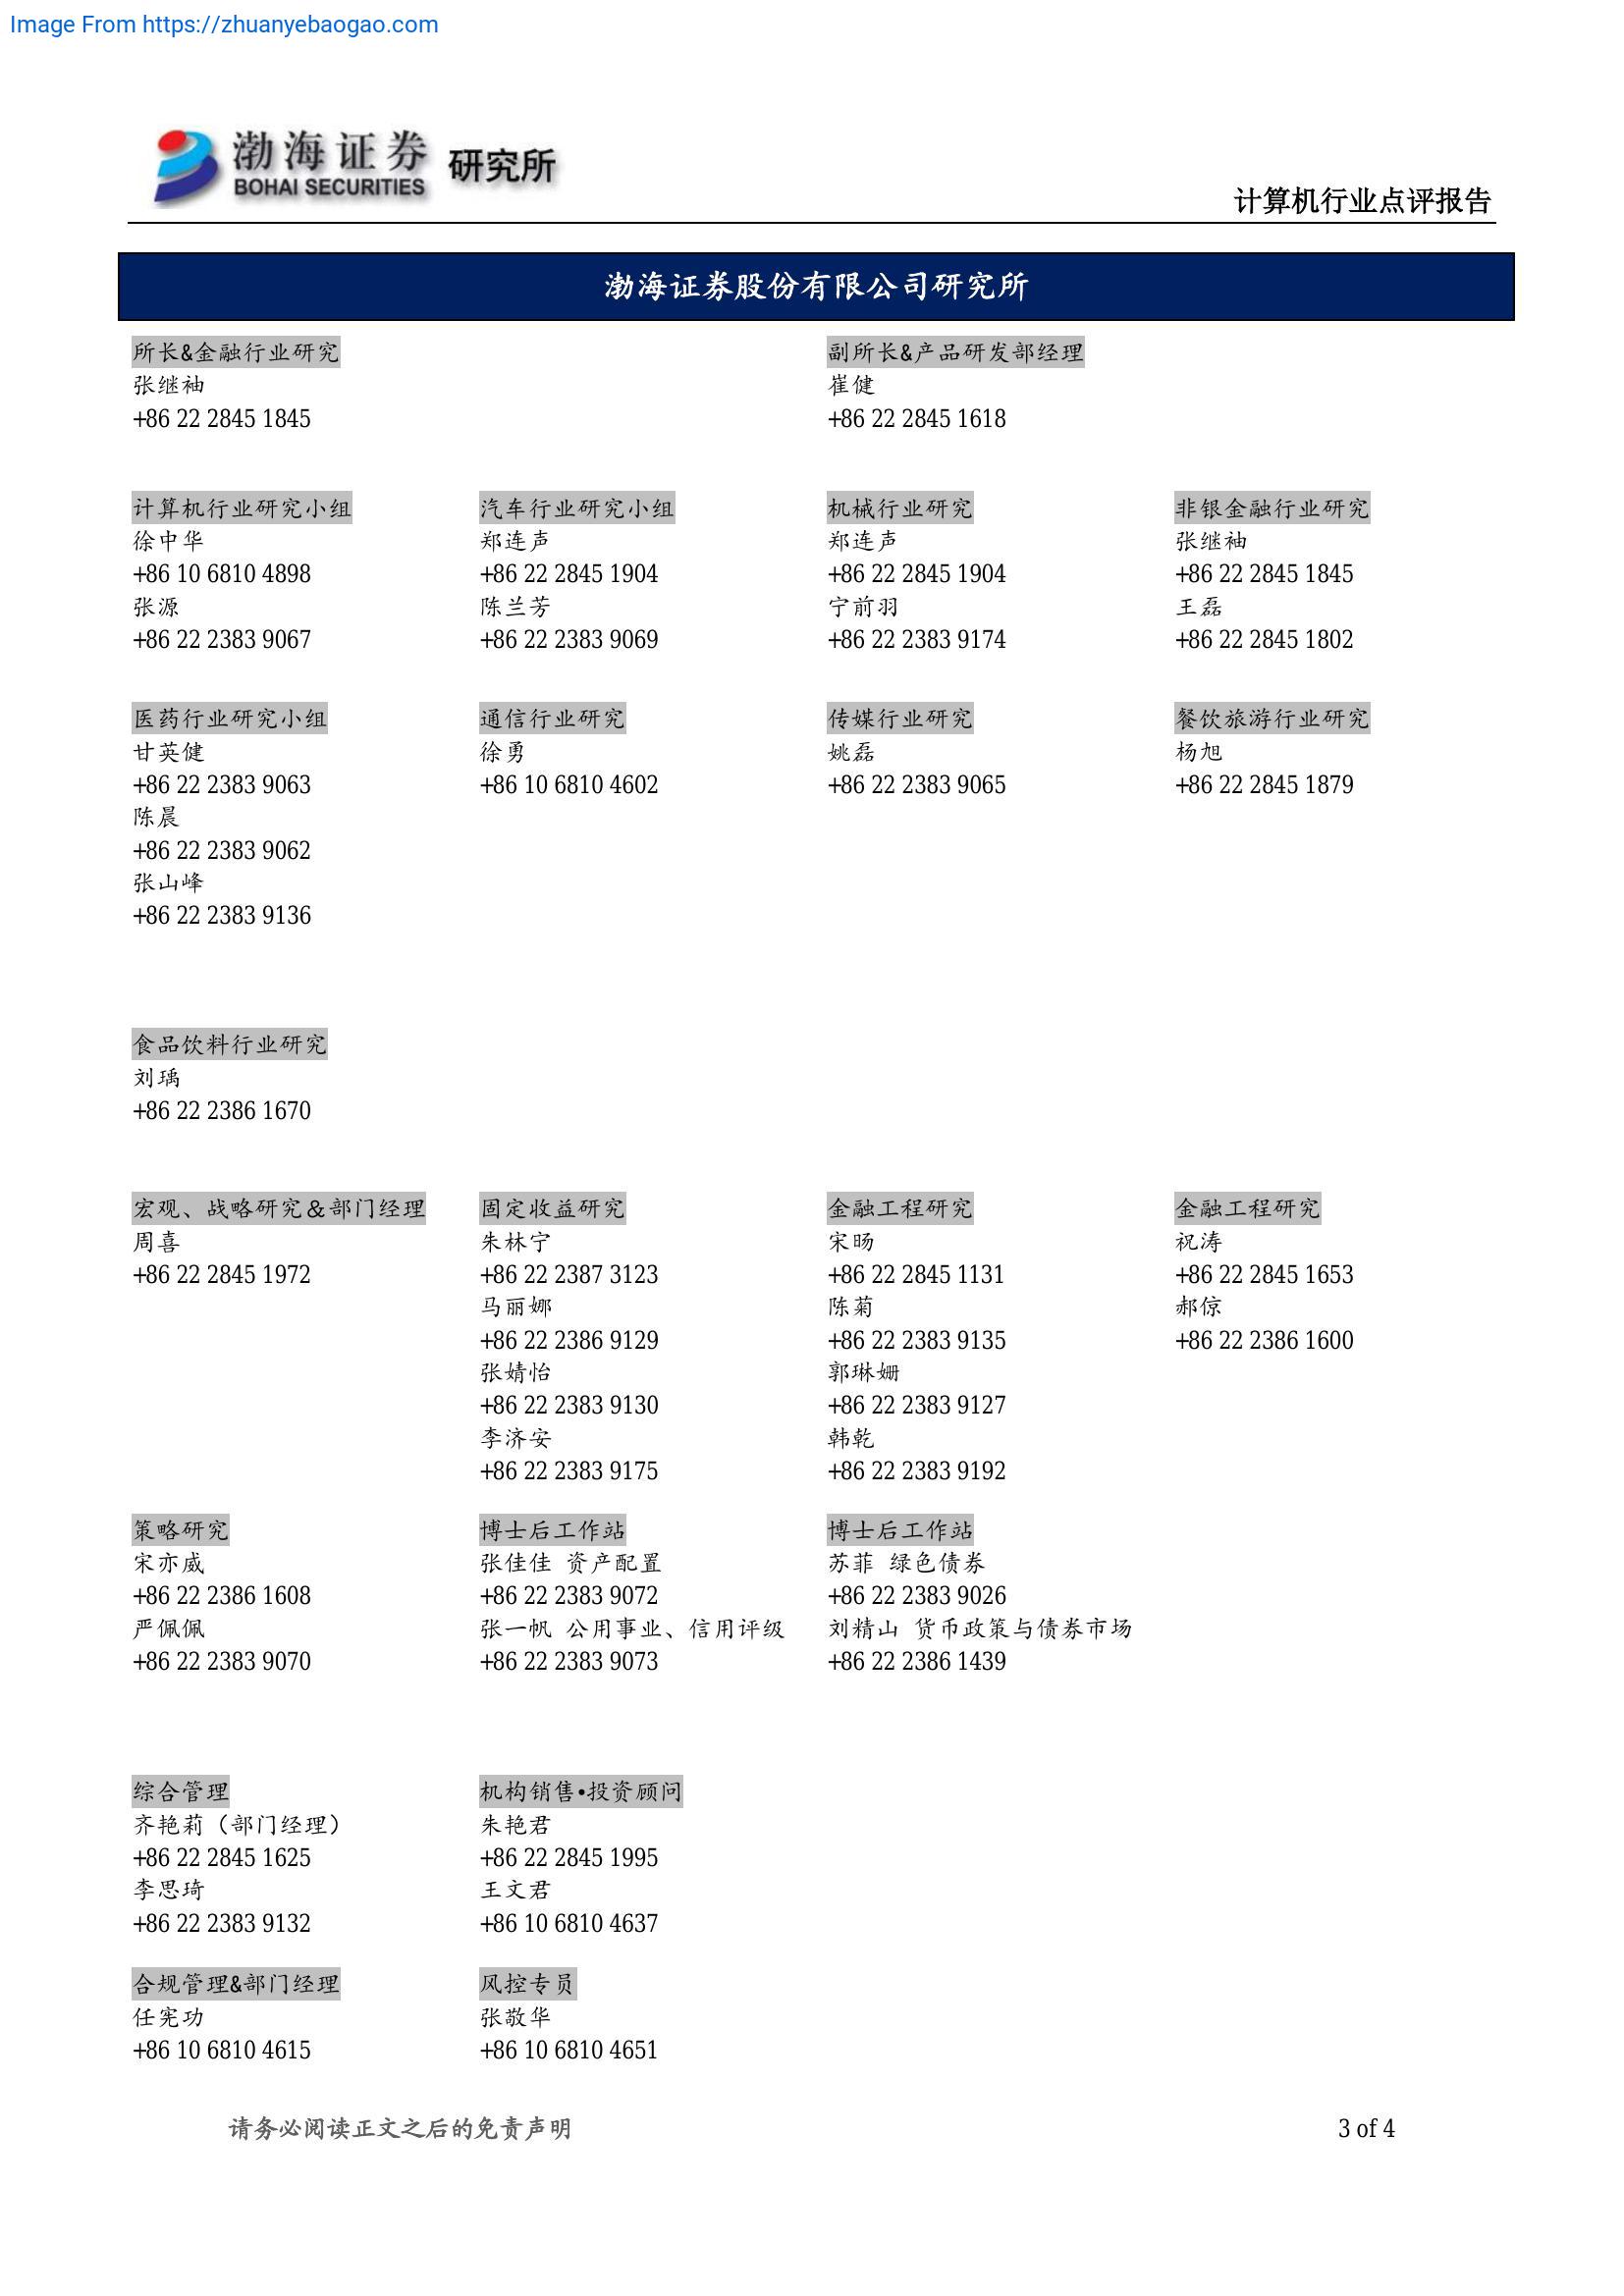 Image From https://zhuanyebaogao.com
渤海证券 研究所
BOHAI SECURITIES
计算机行业点评报告
渤海证券股份有限公司研究所
所长&金融行业研究
张继袖
+86 22 2845 1845
副所长&产品研发部经理
崔健
+86 22 2845 1618
计算机行业研究小组
徐中华
+86 10 6810 4898
张源
+86 22 2383 9067
汽车行业研究小组
郑连声
+86 22 2845 1904
陈兰芳
+86 22 2383 9069
机械行业研究
郑连声
+86 22 2845 1904
宁前羽
+86 22 2383 9174
非银金融行业研究
张继袖
+86 22 2845 1845
王磊
+86 22 2845 1802
医药行业研究小组
甘英健
+86 22 2383 9063
陈晨
+86 22 2383 9062
张山峰
+86 22 2383 9136
通信行业研究
徐勇
+86 10 6810 4602
传媒行业研究
姚磊
+86 22 2383 9065
餐饮旅游行业研究
杨旭
+86 22 2845 1879
食品饮料行业研究
刘瑀
+86 22 2386 1670
宏观、战略研究＆部门经理
周喜
+86 22 2845 1972
固定收益研究
朱林宁
+86 22 2387 3123
马丽娜
+86 22 2386 9129
张婧怡
+86 22 2383 9130
李济安
+86 22 2383 9175
金融工程研究
宋旸
+86 22 2845 1131
陈菊
+86 22 2383 9135
郭琳姗
+86 22 2383 9127
韩乾
+86 22 2383 9192
金融工程研究
祝涛
+86 22 2845 1653
郝倞
+86 22 2386 1600
策略研究
宋亦威
+86 22 2386 1608
严佩佩
+86 22 2383 9070
博士后工作站
张佳佳 资产配置
+86 22 2383 9072
张一帆 公用事业、信用评级
+86 22 2383 9073
博士后工作站
苏菲 绿色债券
+86 22 2383 9026
刘精山 货币政策与债券市场
+86 22 2386 1439
综合管理
齐艳莉（部门经理）
+86 22 2845 1625
李思琦
+86 22 2383 9132
机构销售•投资顾问
朱艳君
+86 22 2845 1995
王文君
+86 10 6810 4637
合规管理&部门经理
任宪功
+86 10 6810 4615
风控专员
张敬华
+86 10 6810 4651
请务必阅读正文之后的免责声明
3 of 4